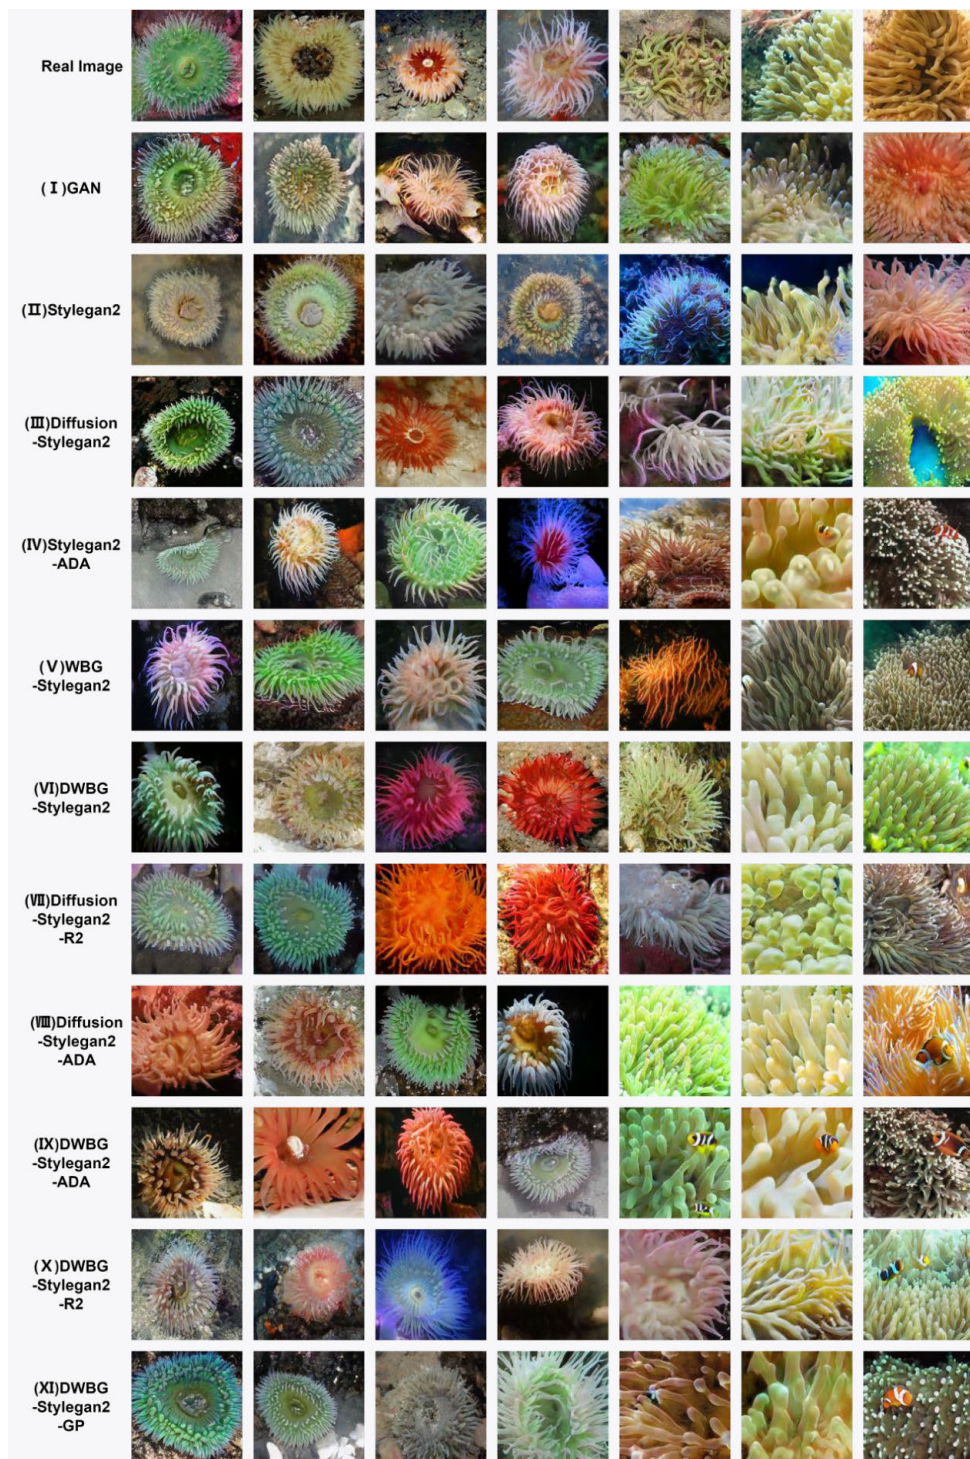 Real Image
(Ⅰ)GAN
(Ⅱ)Stylegan2
(Ⅲ)Diffusion
-Stylegan2
(Ⅳ)Stylegan2
-ADA
(Ⅴ)WBG
-Stylegan2
(Ⅵ)DWBG
-Stylegan2
(Ⅶ)Diffusion
-Stylegan2
-R2
(Ⅷ)Diffusion
-Stylegan2
-ADA
(Ⅸ)DWBG
-Stylegan2
-ADA
(Ⅹ)DWBG
-Stylegan2
-R2
(Ⅺ)DWBG
-Stylegan2
-GP